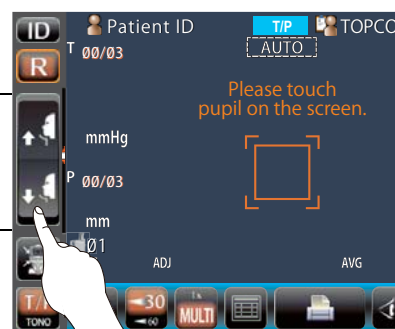 ID
Patient ID
T/P
TOPCO
R
T 00/03
AUTO
Please touch
pupil on the screen.
mmHg
P 00/03
mm
01
ADJ
AVG
TONO
30
60
MULTI